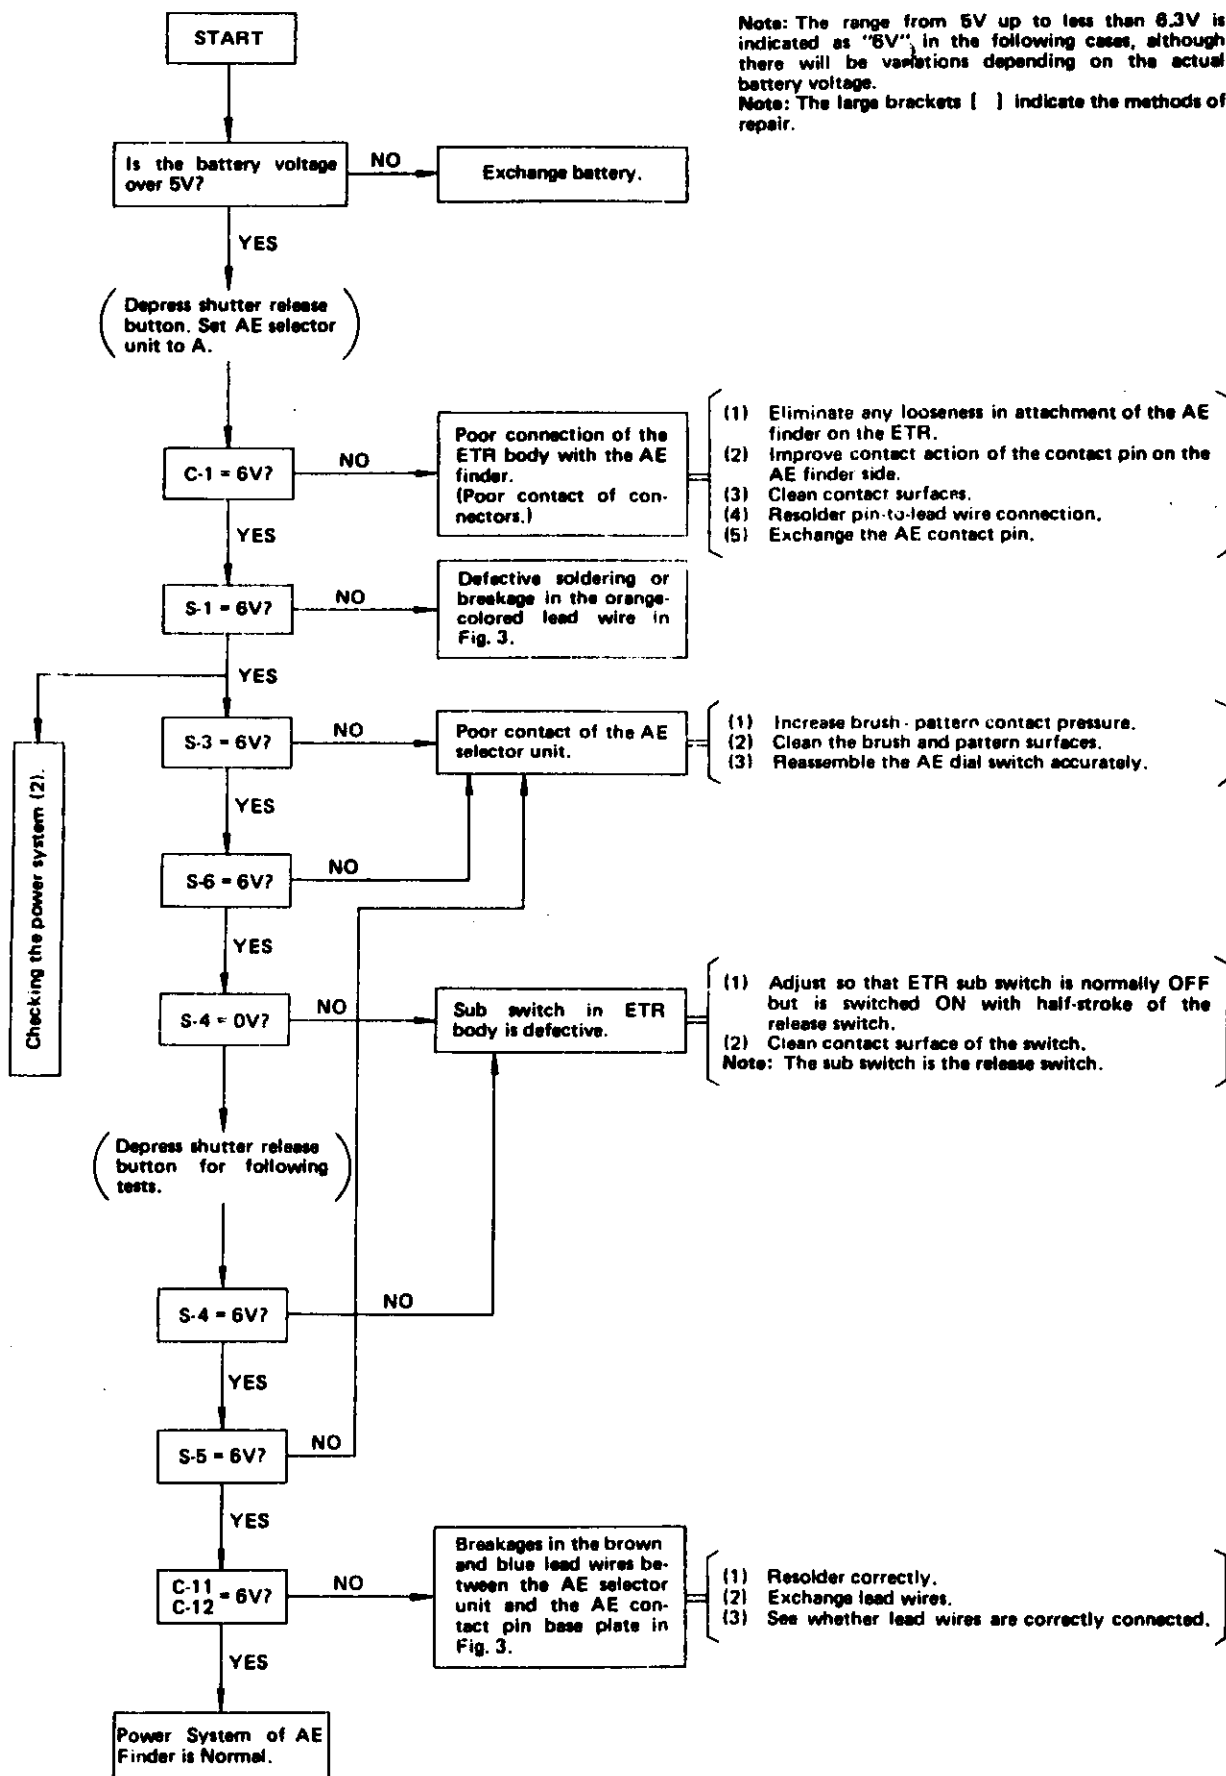 Note: The range from 5V up to less than 6.3V is
indicated as "6V", in the following cases, although
there will be variations depending on the actual
battery voltage.
Note: The large brackets [ ] indicate the methods of
repair.
START
Is the battery voltage
over 5V?
NO
Exchange battery.
YES
Depress shutter release
button. Set AE selector
unit to A.
C-1 = 6V?
NO
Poor connection of the
ETR body with the AE
finder.
(Poor contact of con-
nectors.)
(1) Eliminate any looseness in attachment of the AE
finder on the ETR.
(2) Improve contact action of the contact pin on the
AE finder side.
(3) Clean contact surfaces.
(4) Resolder pin-to-lead wire connection.
(5) Exchange the AE contact pin.
YES
S-1 = 6V?
NO
Defective soldering or
breakage in the orange-
colored lead wire in
Fig. 3.
YES
Checking the power system (2).
S-3 = 6V?
NO
Poor contact of the AE
selector unit.
(1) Increase brush - pattern contact pressure.
(2) Clean the brush and pattern surfaces.
(3) Reassemble the AE dial switch accurately.
YES
S-6 = 6V?
NO
YES
S-4 = 0V?
NO
Sub switch in ETR
body is defective.
(1) Adjust so that ETR sub switch is normally OFF
but is switched ON with half-stroke of the
release switch.
(2) Clean contact surface of the switch.
Note: The sub switch is the release switch.
Depress shutter release
button for following
tests.
S-4 = 6V?
NO
YES
S-5 = 6V?
NO
YES
C-11
C-12 = 6V?
NO
Breakages in the brown
and blue lead wires be-
tween the AE selector
unit and the AE con-
tact pin base plate in
Fig. 3.
(1) Resolder correctly.
(2) Exchange lead wires.
(3) See whether lead wires are correctly connected.
YES
Power System of AE
Finder is Normal.